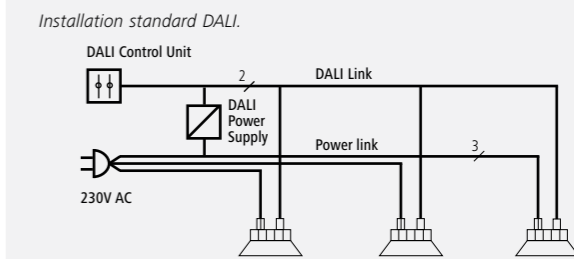 Installation standard DALI.
DALI Control Unit
2
DALI Link
DALI
Power
Supply
Power link
3
230V AC